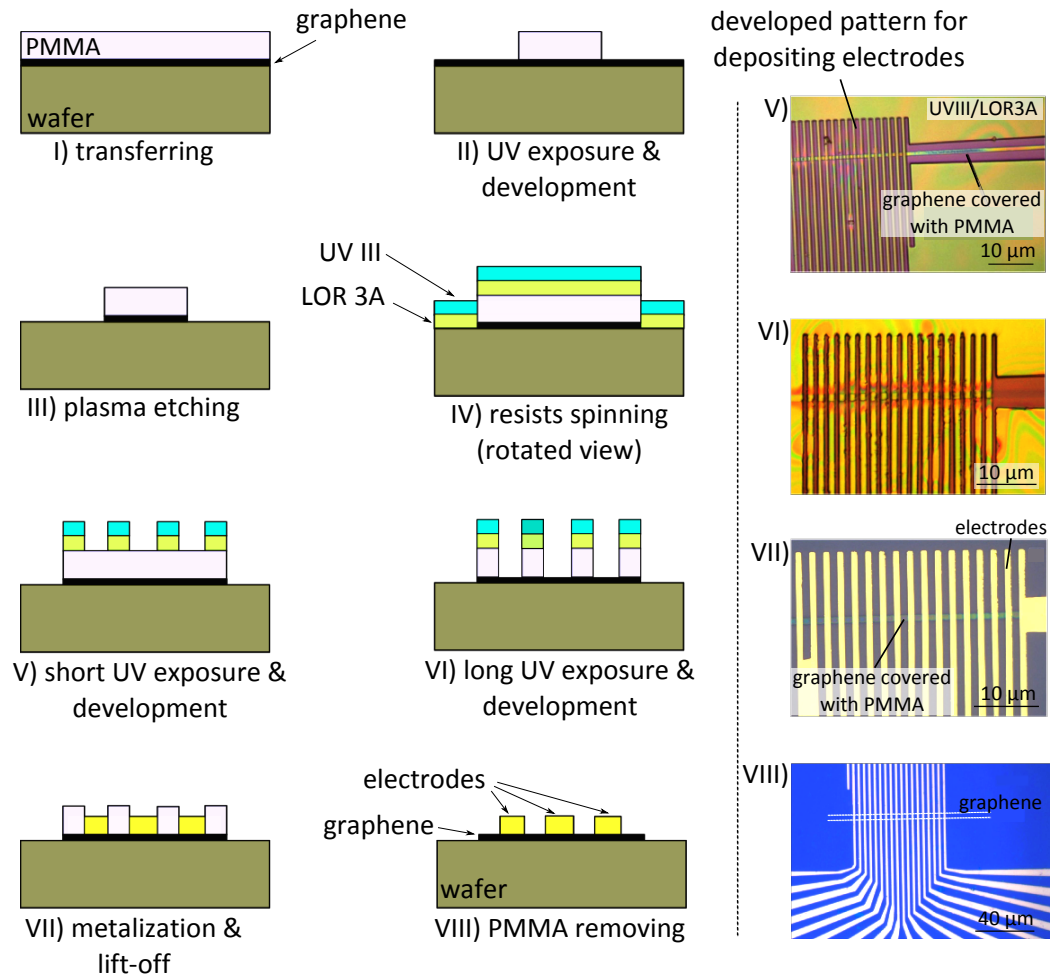 graphene
PMMA
wafer
I) transferring
II) UV exposure &
development
III) plasma etching
UV III
LOR 3A
IV) resists spinning
(rotated view)
V) short UV exposure &
development
VI) long UV exposure &
development
electrodes
graphene
wafer
VII) metalization &
lift-off
VIII) PMMA removing
developed pattern for
depositing electrodes
V)
UVIII/LOR3A
graphene covered
with PMMA
10 μm
VI)
10 μm
electrodes
VII)
graphene covered
with PMMA
10 μm
VIII)
graphene
40 μm